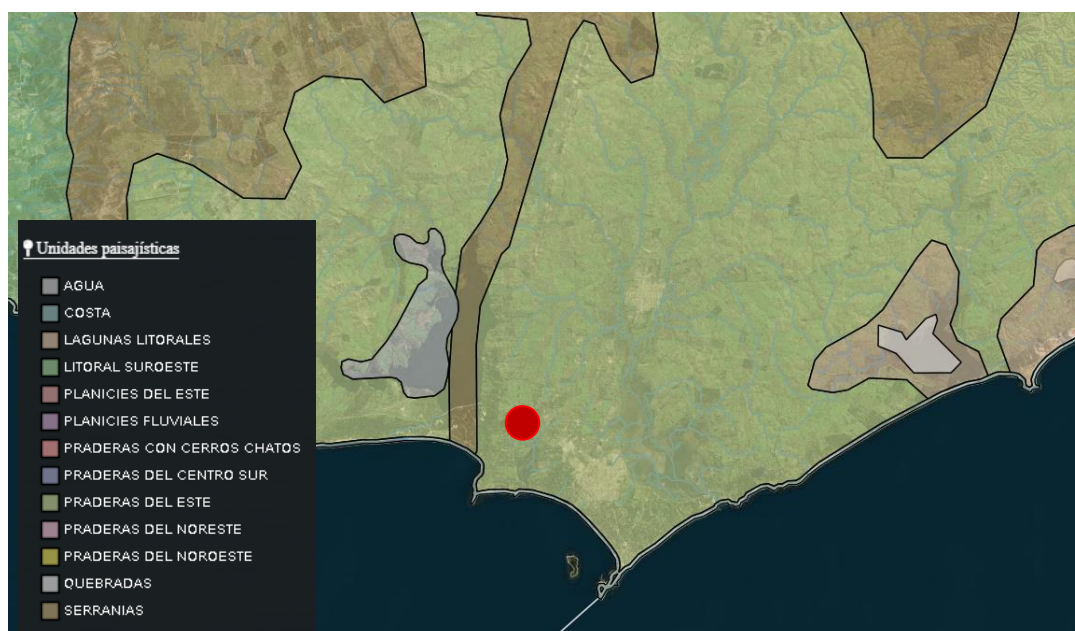 Unidades paisajísticas
AGUA
COSTA
LAGUNAS LITORALES
LITORAL SUROESTE
PLANICIES DEL ESTE
PLANICIES FLUVIALES
PRADERAS CON CERROS CHATOS
PRADERAS DEL CENTRO SUR
PRADERAS DEL ESTE
PRADERAS DEL NORESTE
PRADERAS DEL NOROESTE
QUEBRADAS
SERRANIAS